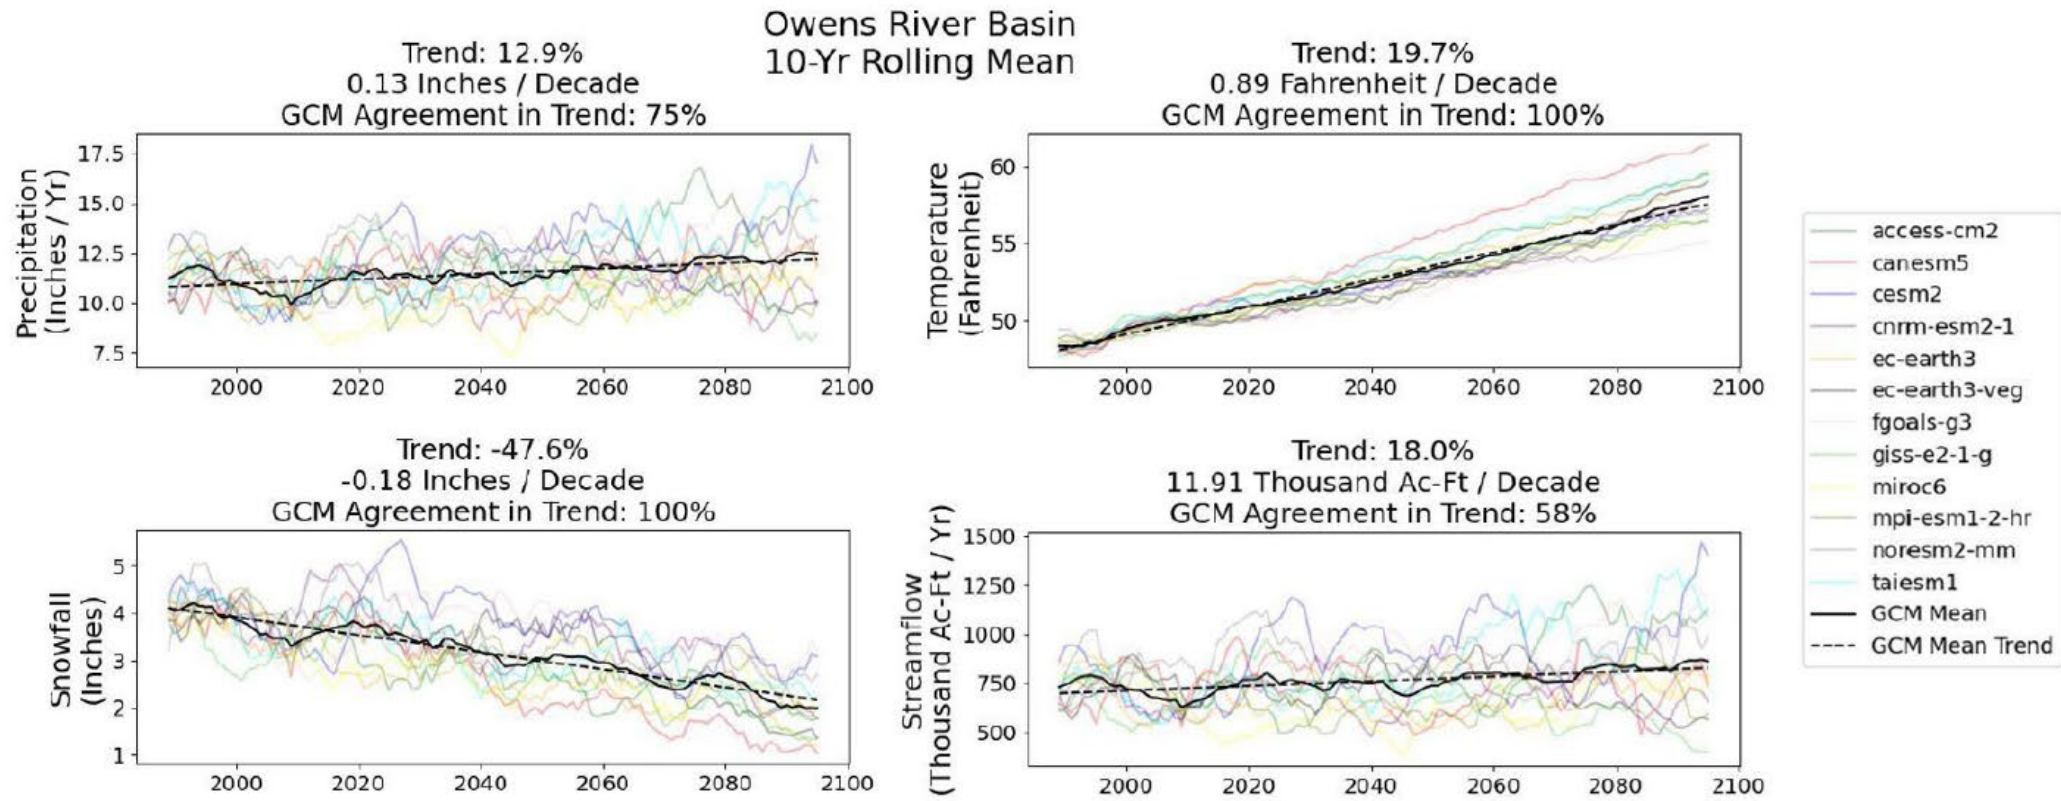 Owens River Basin
10-Yr Rolling Mean
Trend: 12.9%
0.13 Inches / Decade
GCM Agreement in Trend: 75%
Precipitation
(Inches / Yr)
17.5
15.0
12.5
10.0
7.5
2000 2020 2040 2060 2080 2100
Trend: 19.7%
0.89 Fahrenheit / Decade
GCM Agreement in Trend: 100%
Temperature
(Fahrenheit)
60
55
50
2000 2020 2040 2060 2080 2100
Trend: -47.6%
-0.18 Inches / Decade
GCM Agreement in Trend: 100%
Snowfall
(Inches)
5
4
3
2
1
2000 2020 2040 2060 2080 2100
Trend: 18.0%
11.91 Thousand Ac-Ft / Decade
GCM Agreement in Trend: 58%
Streamflow
(Thousand Ac-Ft / Yr)
1500
1250
1000
750
500
2000 2020 2040 2060 2080 2100
access-cm2
canesm5
cesm2
cnrm-esm2-1
ec-earth3
ec-earth3-veg
fgoals-g3
giss-e2-1-g
miroc6
mpi-esm1-2-hr
noresm2-mm
taiesm1
GCM Mean
GCM Mean Trend